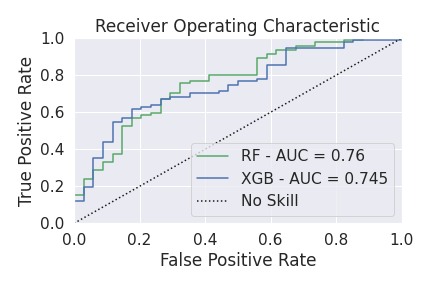 Receiver Operating Characteristic
True Positive Rate
1.0
0.8
0.6
0.4
0.2
0.0
RF - AUC = 0.76
XGB - AUC = 0.745
No Skill
0.0 0.2 0.4 0.6 0.8 1.0
False Positive Rate